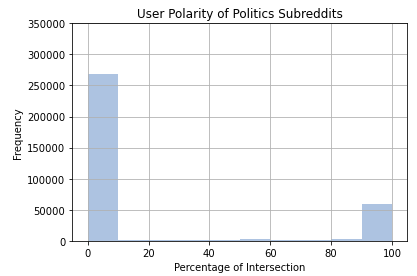 User Polarity of Politics Subreddits
350000
300000
250000
200000
150000
100000
50000
0
Frequency
0 20 40 60 80 100
Percentage of Intersection